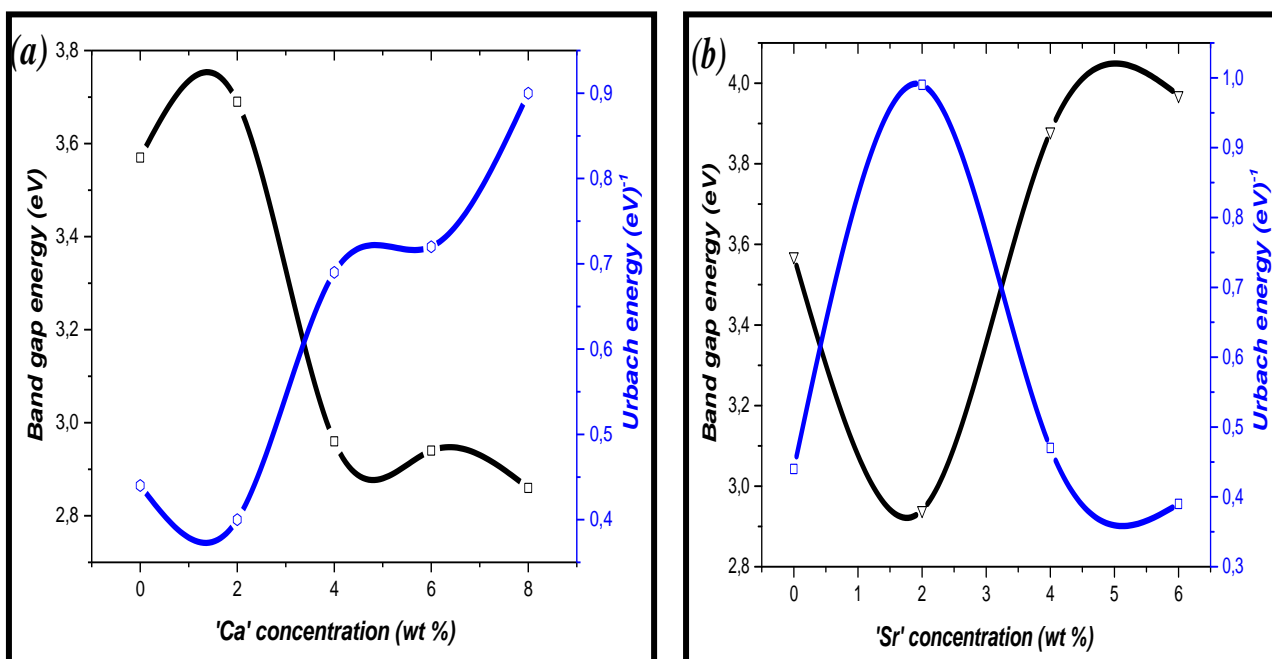 (a)
3,8
3,6
3,4
3,2
3,0
2,8
Band gap energy (eV)
0,9
0,8
0,7
0,6
0,5
0,4
Urbach energy (eV)-1
0 2 4 6 8
'Ca' concentration (wt %)
(b)
4,0
3,8
3,6
3,4
3,2
3,0
2,8
Band gap energy (eV)
1,0
0,9
0,8
0,7
0,6
0,5
0,4
0,3
Urbach energy (eV)-1
0 1 2 3 4 5 6
'Sr' concentration (wt %)